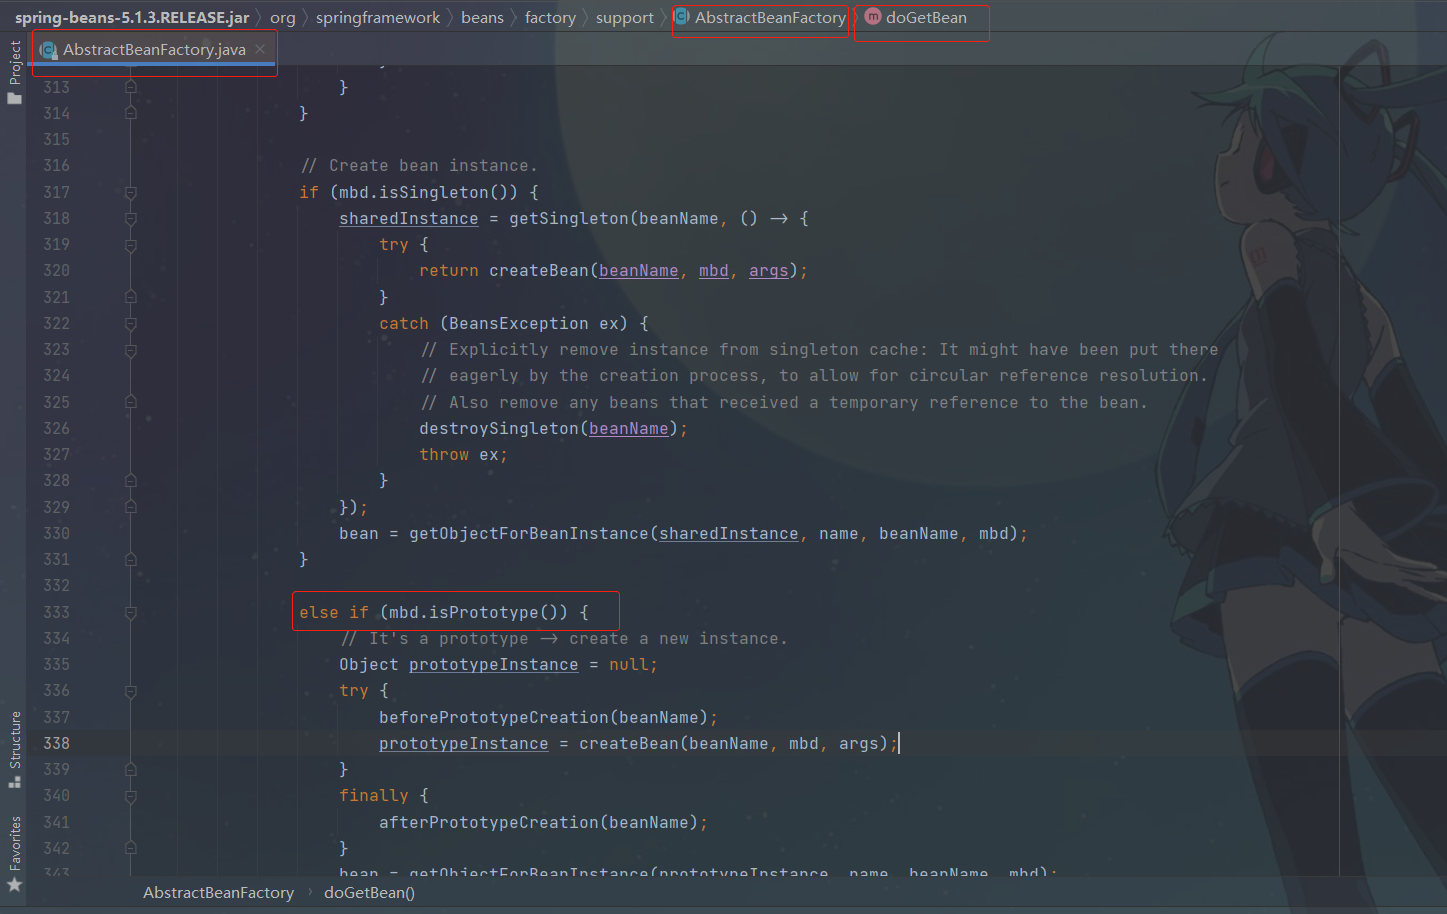 spring-beans-5.1.3.RELEASE.jar org springframework beans factory support AbstractBeanFactory doGetBean
AbstractBeanFactory.java
Project
313 }
314 }
315
316 // Create bean instance.
317 if (mbd.isSingleton()) {
318 sharedInstance = getSingleton(beanName, () -> {
319 try {
320 return createBean(beanName, mbd, args);
321 }
322 catch (BeansException ex) {
323 // Explicitly remove instance from singleton cache: It might have been put there
324 // eagerly by the creation process, to allow for circular reference resolution.
325 // Also remove any beans that received a temporary reference to the bean.
326 destroySingleton(beanName);
327 throw ex;
328 }
329 });
330 bean = getObjectForBeanInstance(sharedInstance, name, beanName, mbd);
331 }
332
333 else if (mbd.isPrototype()) {
334 // It's a prototype -> create a new instance.
335 Object prototypeInstance = null;
336 try {
337 beforePrototypeCreation(beanName);
338 prototypeInstance = createBean(beanName, mbd, args);
339 }
340 finally {
341 afterPrototypeCreation(beanName);
342 }
343 bean = getObjectForBeanInstance(prototypeInstance, name, beanName, mbd);
Structure
Favorites
AbstractBeanFactory › doGetBean()
01